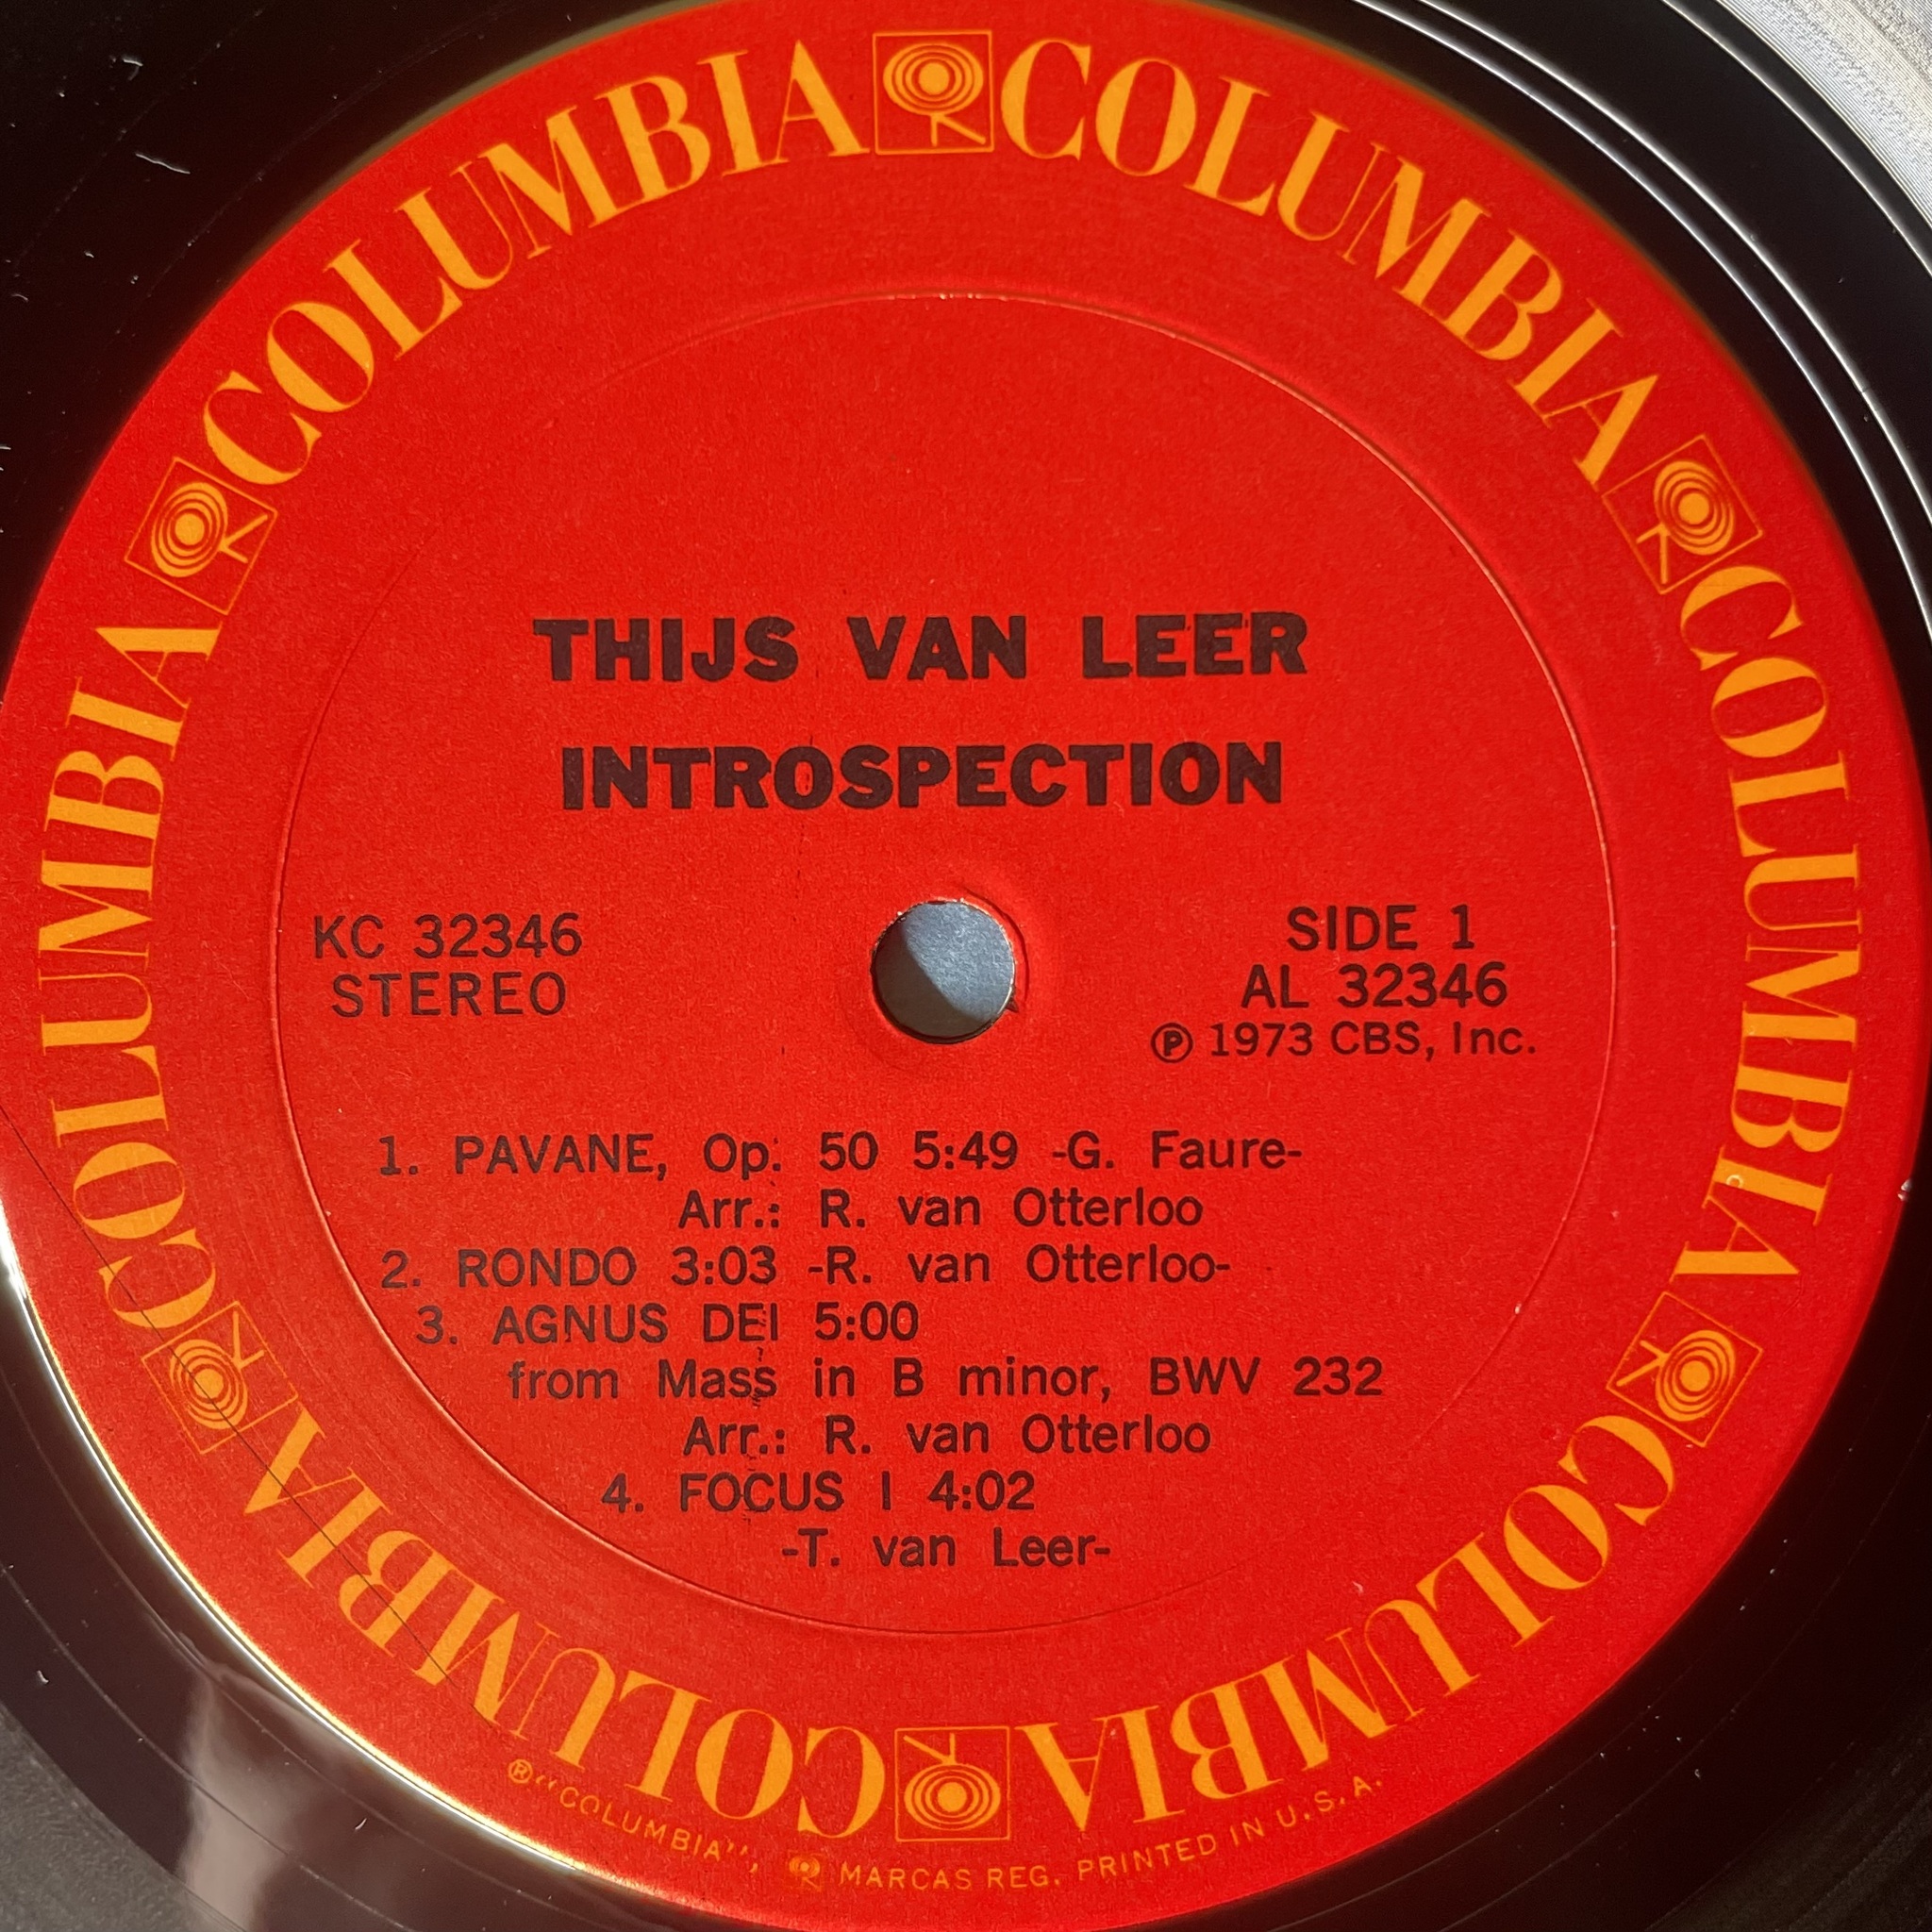 COLUMBIA
COLUMBIA
COLUMBIA
COLUMBIA
COLUMBIA
COLUMBIA
THIJS VAN LEER
INTROSPECTION
KC 32346
STEREO
SIDE 1
AL 32346
Ⓟ 1973 CBS, Inc.
1. PAVANE, Op. 50 5:49 -G. Faure-
Arr.: R. van Otterloo
2. RONDO 3:03 -R. van Otterloo-
3. AGNUS DEI 5:00
from Mass in B minor, BWV 232
Arr.: R. van Otterloo
4. FOCUS I 4:02
-T. van Leer-
® “COLUMBIA”, MARCAS REG. PRINTED IN U.S.A.